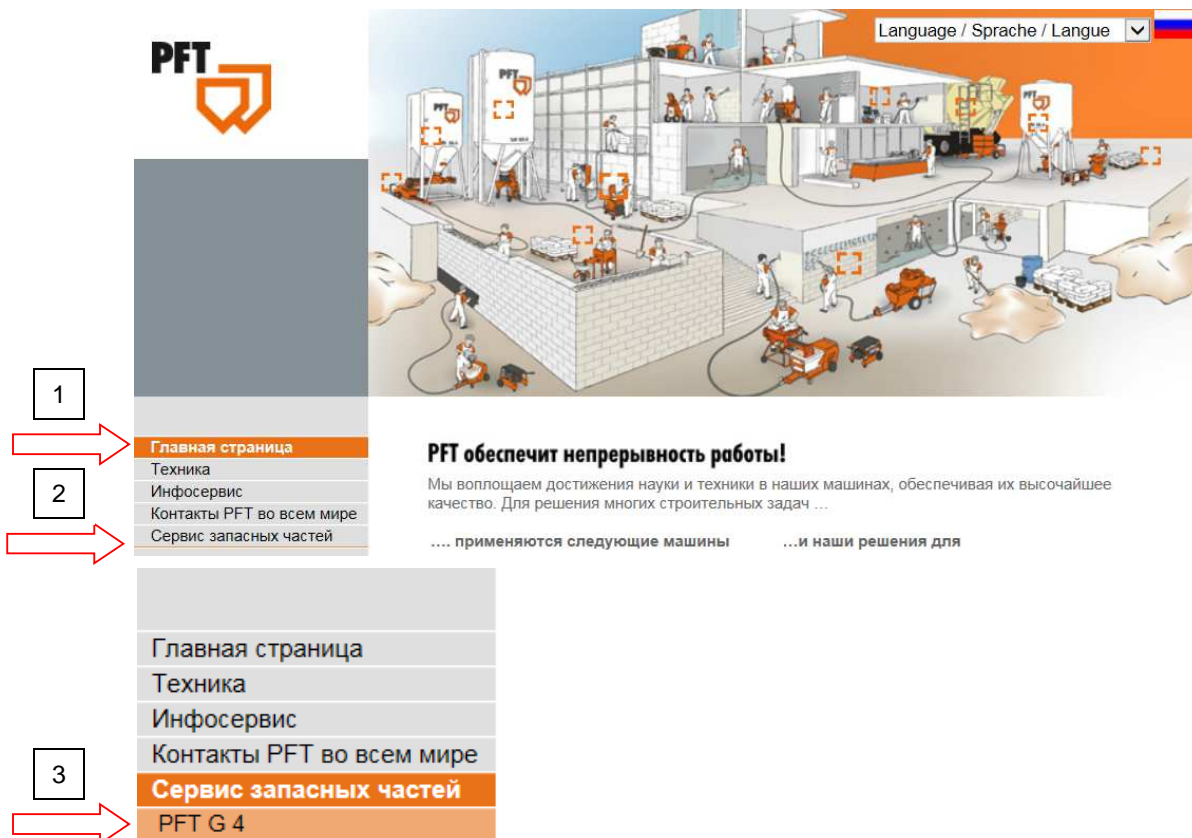 PFT
Language / Sprache / Langue
PFT
PFT
PFT
1
Главная страница
Техника
2
Инфосервис
Контакты PFT во всем мире
Сервис запасных частей
PFT обеспечит непрерывность работы!
Мы воплощаем достижения науки и техники в наших машинах, обеспечивая их высочайшее
качество. Для решения многих строительных задач ...
.... применяются следующие машины
...и наши решения для
Главная страница
Техника
Инфосервис
Контакты PFT во всем мире
3
Сервис запасных частей
PFT G 4